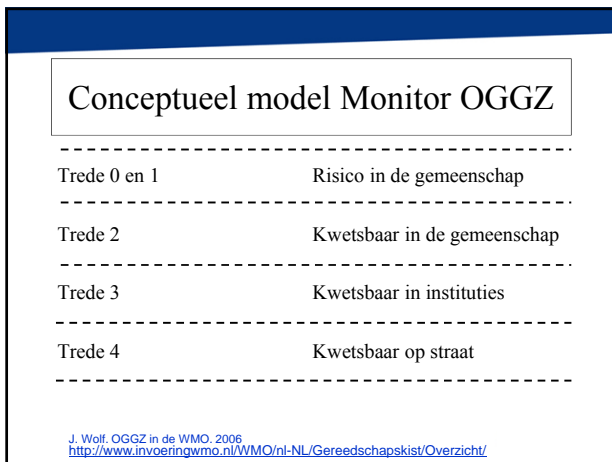 Conceptueel model Monitor OGGZ
Trede 0 en 1 Risico in de gemeenschap
Trede 2 Kwetsbaar in de gemeenschap
Trede 3 Kwetsbaar in instituties
Trede 4 Kwetsbaar op straat
J. Wolf. OGGZ in de WMO. 2006
http://www.invoeringwmo.nl/WMO/nl-NL/Gereedschapskist/Overzicht/